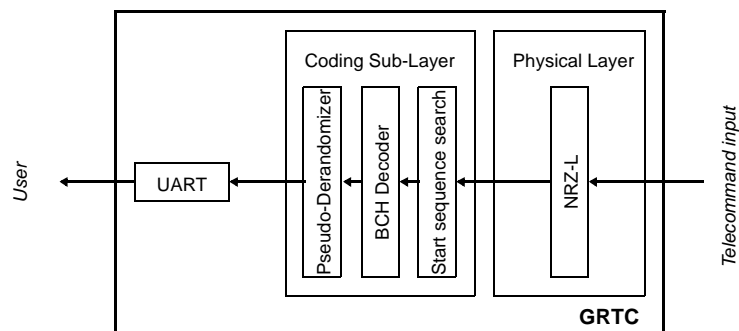 Coding Sub-Layer
Physical Layer
User
UART
Pseudo-Derandomizer
BCH Decoder
Start sequence search
NRZ-L
Telecommand input
GRTC